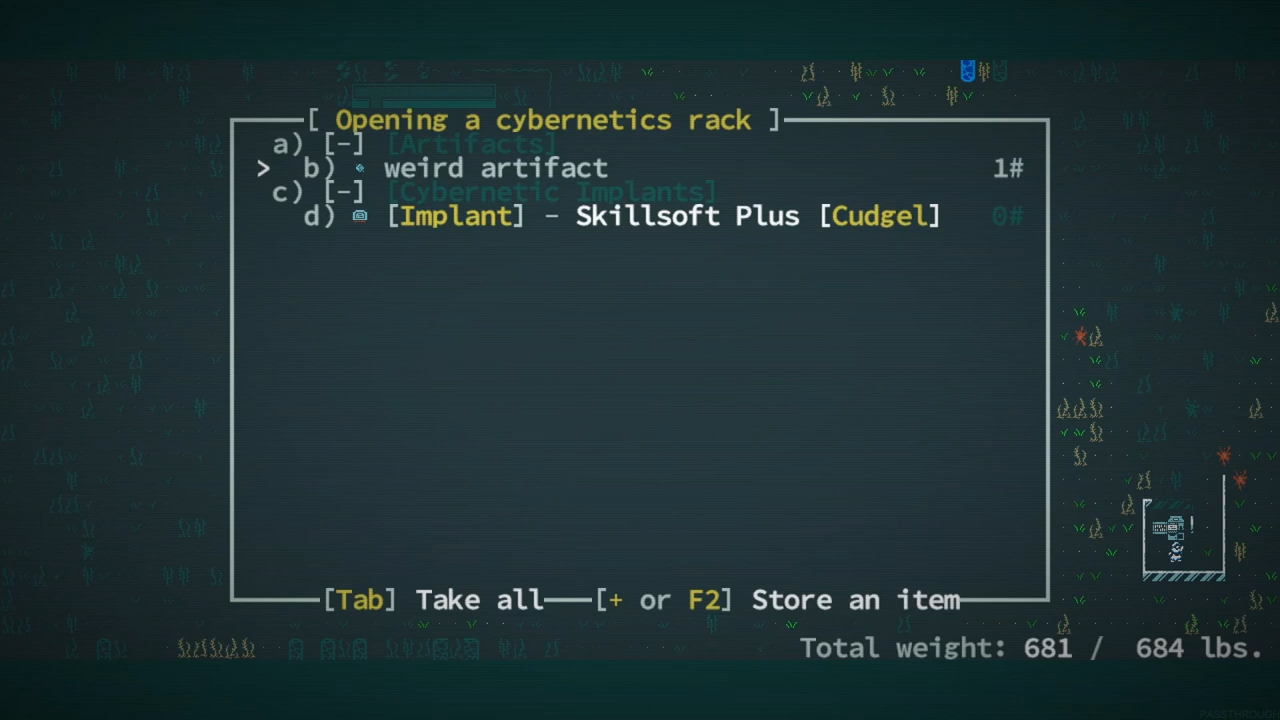 [ Opening a cybernetics rack ]
a) [-] [Artifacts]
> b) weird artifact 1#
c) [-] [Cybernetic Implants]
d) [Implant] - Skillsoft Plus [Cudgel] 0#
[Tab] Take all [+ or F2] Store an item
Total weight: 681 / 684 lbs.